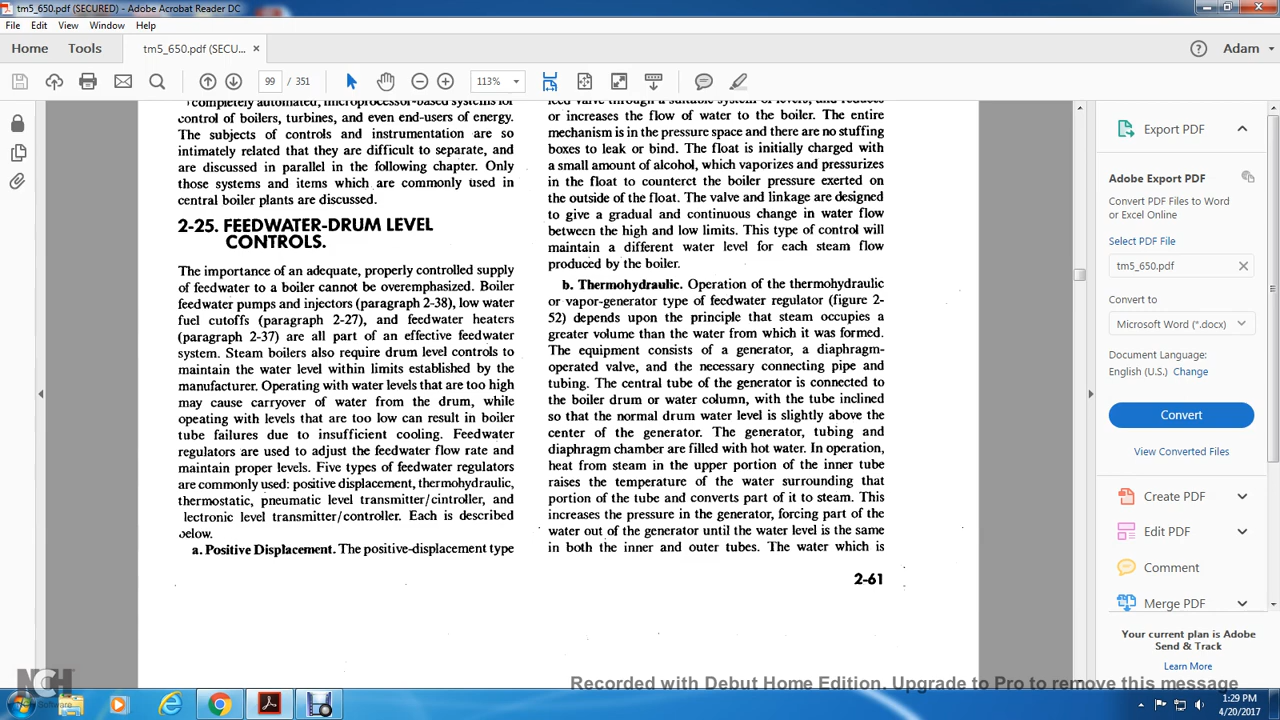 tm5_650.pdf (SECURED) - Adobe Acrobat Reader DC
File Edit View Window Help
Home Tools tm5_650.pdf (SECU... × Adam
99 / 351 113%
completely automated, microprocessor-based systems for
control of boilers, turbines, and even end-users of energy.
The subjects of controls and instrumentation are so
intimately related that they are difficult to separate, and
are discussed in parallel in the following chapter. Only
those systems and items which are commonly used in
central boiler plants are discussed.
2-25. FEEDWATER-DRUM LEVEL
CONTROLS.
The importance of an adequate, properly controlled supply
of feedwater to a boiler cannot be overemphasized. Boiler
feedwater pumps and injectors (paragraph 2-38), low water
fuel cutoffs (paragraph 2-27), and feedwater heaters
(paragraph 2-37) are all part of an effective feedwater
system. Steam boilers also require drum level controls to
maintain the water level within limits established by the
manufacturer. Operating with water levels that are too high
may cause carryover of water from the drum, while
opeating with levels that are too low can result in boiler
tube failures due to insufficient cooling. Feedwater
regulators are used to adjust the feedwater flow rate and
maintain proper levels. Five types of feedwater regulators
are commonly used: positive displacement, thermohydraulic,
thermostatic, pneumatic level transmitter/cintroller, and
lectronic level transmitter/controller. Each is described
below.
a. Positive Displacement. The positive-displacement type
feed valve through a suitable system of levels, and reduces
or increases the flow of water to the boiler. The entire
mechanism is in the pressure space and there are no stuffing
boxes to leak or bind. The float is initially charged with
a small amount of alcohol, which vaporizes and pressurizes
in the float to counterct the boiler pressure exerted on
the outside of the float. The valve and linkage are designed
to give a gradual and continuous change in water flow
between the high and low limits. This type of control will
maintain a different water level for each steam flow
produced by the boiler.
b. Thermohydraulic. Operation of the thermohydraulic
or vapor-generator type of feedwater regulator (figure 2-
52) depends upon the principle that steam occupies a
greater volume than the water from which it was formed.
The equipment consists of a generator, a diaphragm-
operated valve, and the necessary connecting pipe and
tubing. The central tube of the generator is connected to
the boiler drum or water column, with the tube inclined
so that the normal drum water level is slightly above the
center of the generator. The generator, tubing and
diaphragm chamber are filled with hot water. In operation,
heat from steam in the upper portion of the inner tube
raises the temperature of the water surrounding that
portion of the tube and converts part of it to steam. This
increases the pressure in the generator, forcing part of the
water out of the generator until the water level is the same
in both the inner and outer tubes. The water which is
2-61
Export PDF
Adobe Export PDF
Convert PDF Files to Word
or Excel Online
Select PDF File
tm5_650.pdf
Convert to
Microsoft Word (*.docx)
Document Language:
English (U.S.) Change
Convert
View Converted Files
Create PDF
Edit PDF
Comment
Merge PDF
Your current plan is Adobe
Send & Track
Learn More
NCH
Software
Recorded with Debut Home Edition. Upgrade to Pro to remove this message
1:29 PM
4/20/2017